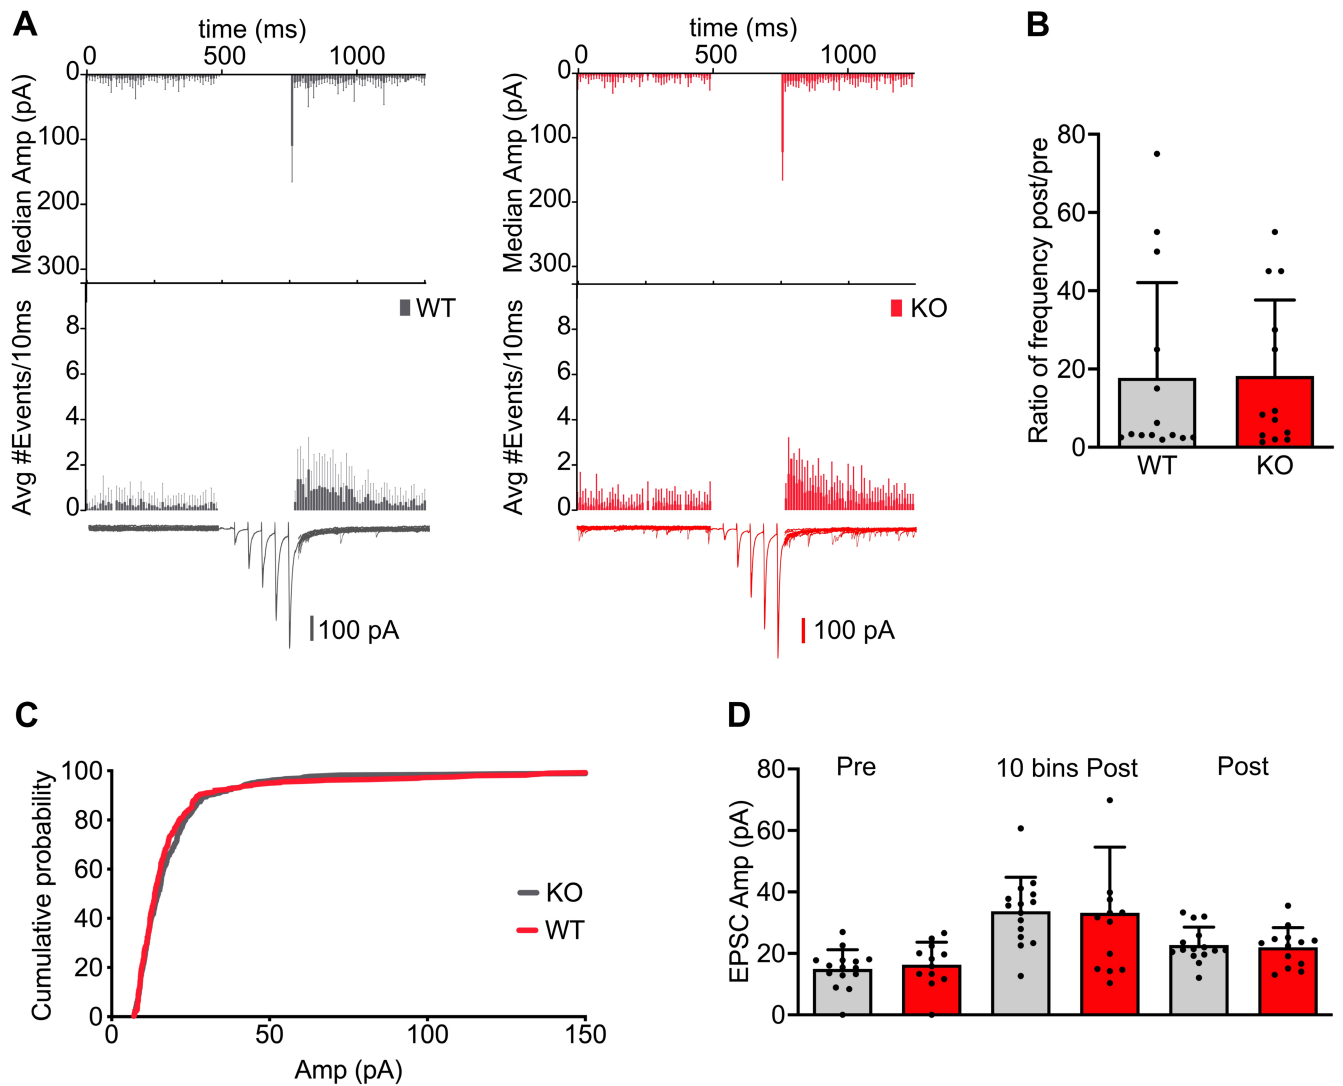 A
time (ms)
0 500 1000
0
100
200
300
Median Amp (pA)
WT
8
6
4
2
0
Avg #Events/10ms
100 pA
time (ms)
0 500 1000
0
100
200
300
Median Amp (pA)
KO
8
6
4
2
0
Avg #Events/10ms
100 pA
B
80
60
40
20
0
Ratio of frequency post/pre
WT KO
C
100
80
60
40
20
0
Cumulative probability
KO
WT
0 50 100 150
Amp (pA)
D
Pre 10 bins Post Post
80
60
40
20
0
EPSC Amp (pA)